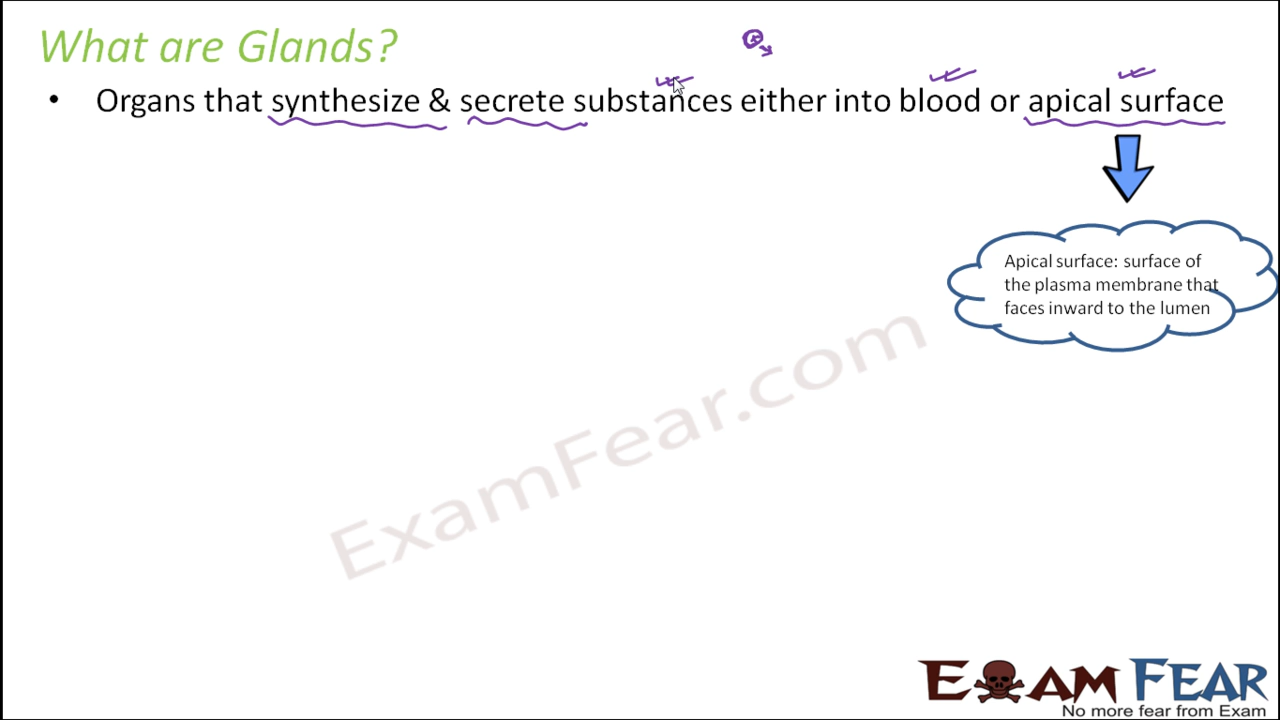 What are Glands?
• Organs that synthesize & secrete substances either into blood or apical surface
Apical surface: surface of
the plasma membrane that
faces inward to the lumen
ExamFear.com
EXAM FEAR
No more fear from Exam